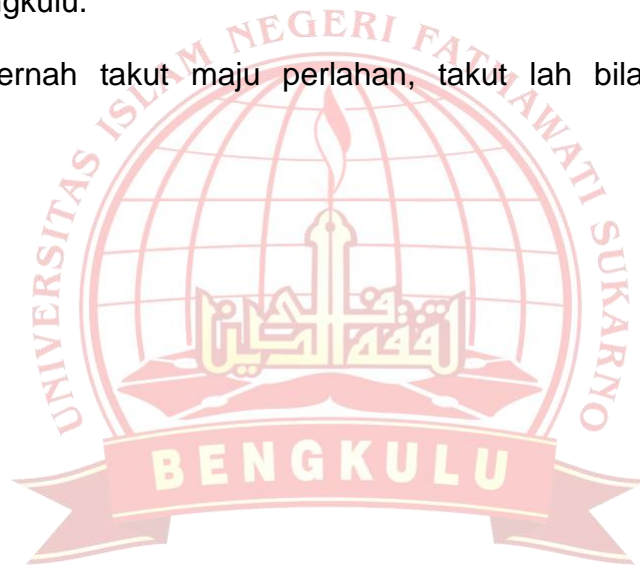 gkulu.
ernah takut maju perlahan, takut lah bila
UNIVERSITAS ISLAM NEGERI FATMAWATI SUKARNO
BENGKULU